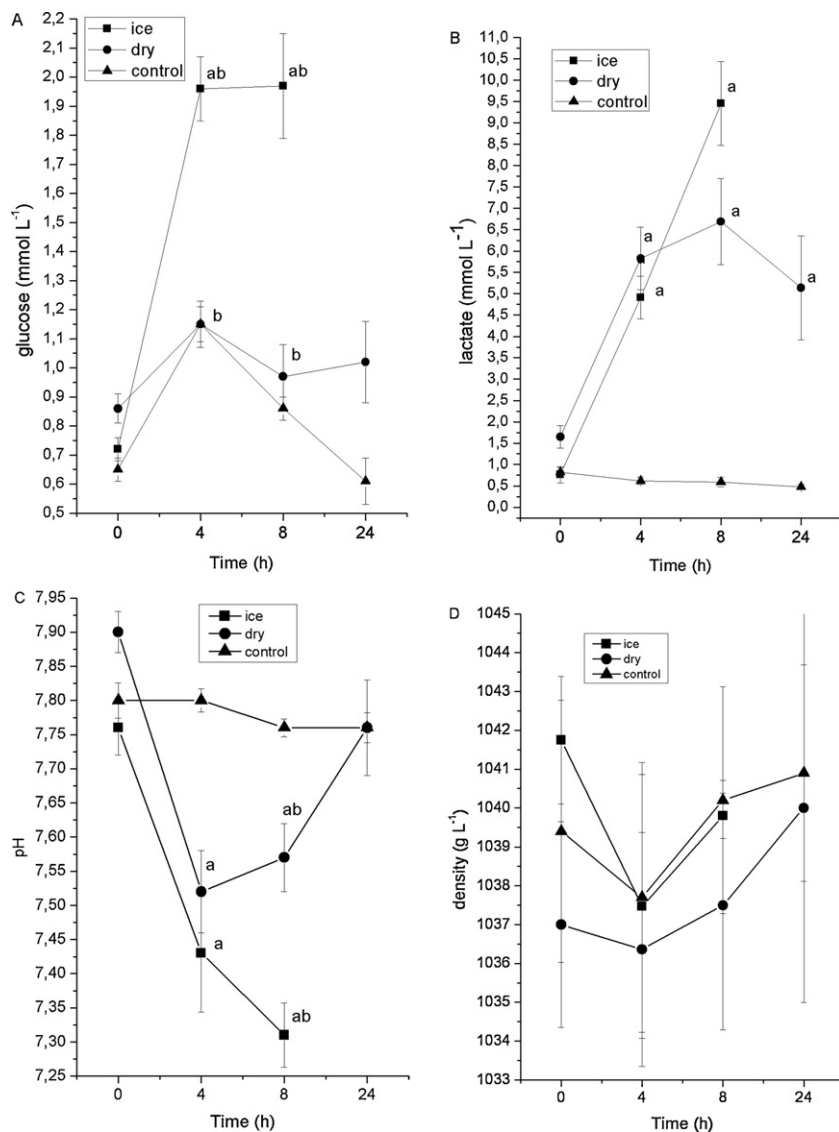 A
ice
dry
control
2,2
2,1
2,0
1,9
1,8
1,7
1,6
1,5
1,4
1,3
1,2
1,1
1,0
0,9
0,8
0,7
0,6
0,5
glucose (mmol L⁻¹)
ab
ab
b
b
0
4
8
24
Time (h)
B
ice
dry
control
11,0
10,5
10,0
9,5
9,0
8,5
8,0
7,5
7,0
6,5
6,0
5,5
5,0
4,5
4,0
3,5
3,0
2,5
2,0
1,5
1,0
0,5
0,0
lactate (mmol L⁻¹)
a
a
a
a
a
0
4
8
24
Time (h)
C
ice
dry
control
7,95
7,90
7,85
7,80
7,75
7,70
7,65
7,60
7,55
7,50
7,45
7,40
7,35
7,30
7,25
pH
ab
a
a
ab
0
4
8
24
Time (h)
D
ice
dry
control
1045
1044
1043
1042
1041
1040
1039
1038
1037
1036
1035
1034
1033
density (g L⁻¹)
0
4
8
24
Time (h)